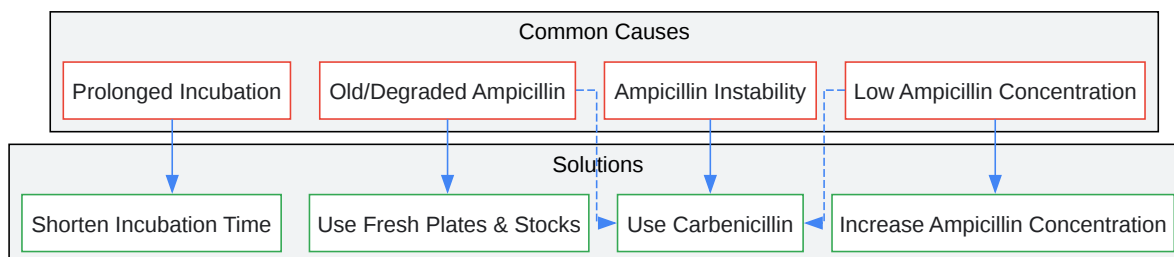 Common Causes
Prolonged Incubation
Old/Degraded Ampicillin
Ampicillin Instability
Low Ampicillin Concentration
Solutions
Shorten Incubation Time
Use Fresh Plates & Stocks
Use Carbenicillin
Increase Ampicillin Concentration